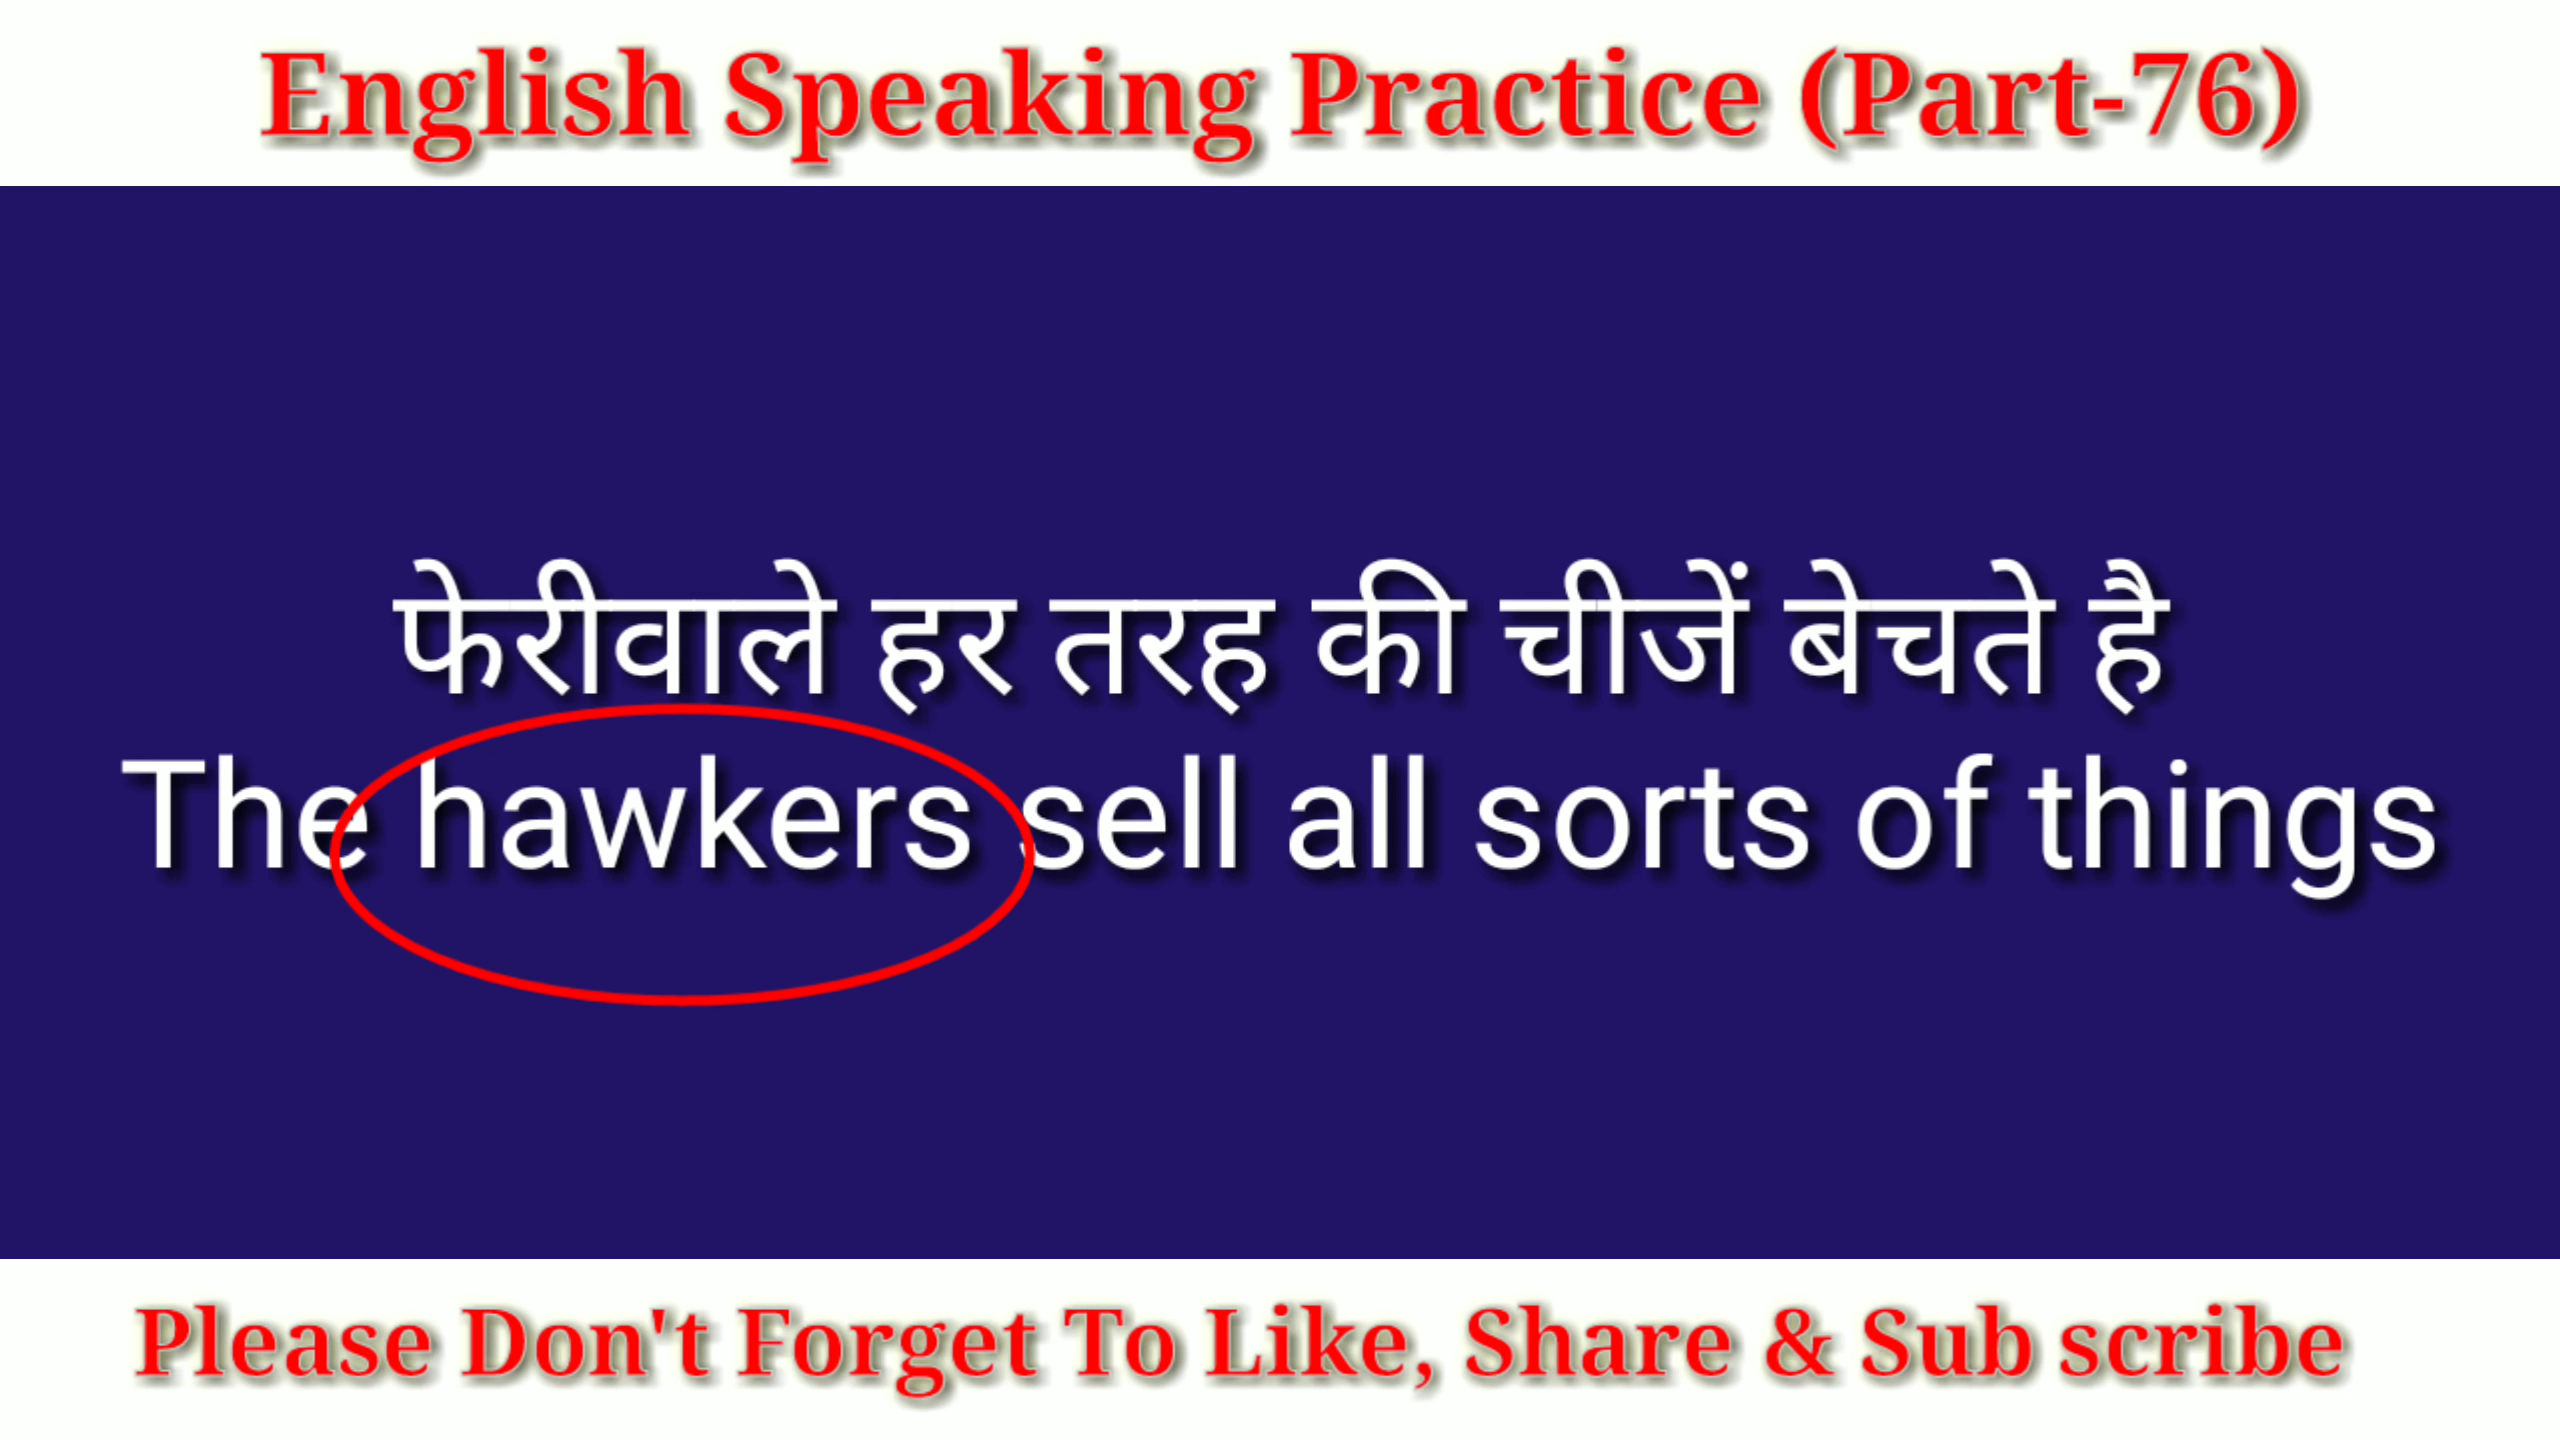 English Speaking Practice (Part-76)
फेरीवाले हर तरह की चीजें बेचते है
The hawkers sell all sorts of things
Please Don't Forget To Like, Share & Sub scribe